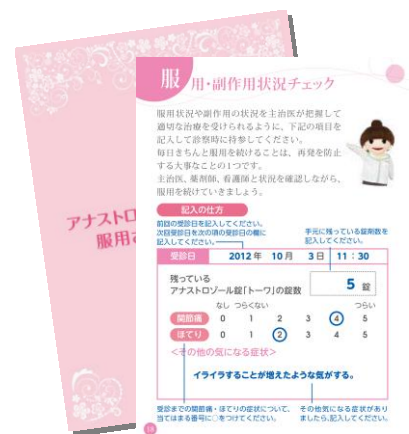 アナストロ
服用
服用・副作用状況チェック
服用状況や副作用の状況を主治医が把握して
適切な治療を受けられるように、下記の項目を
記入して診察時に持参してください。
毎日きちんと服用を続けることは、再発を防止
する大事なことの1つです。
主治医、薬剤師、看護師と状況を確認しながら、
服用を続けていきましょう。
記入の仕方
前回の受診日を記入してください。
次回受診日を次の項の受診日の欄に
記入してください。
手元に残っている錠剤数を
記入してください。
受診日 2012年 10月 3日 11:30
残っている
アナストロゾール錠「トーワ」の錠数 5 錠
なし つらくない つらい
関節痛 0 1 2 3 4 5
ほてり 0 1 2 3 4 5
<その他の気になる症状>
イライラすることが増えたような気がする。
受診までの関節痛・ほてりの症状について、
当てはまる番号に○をつけてください。
その他気になる症状があり
ましたら、記入してください。